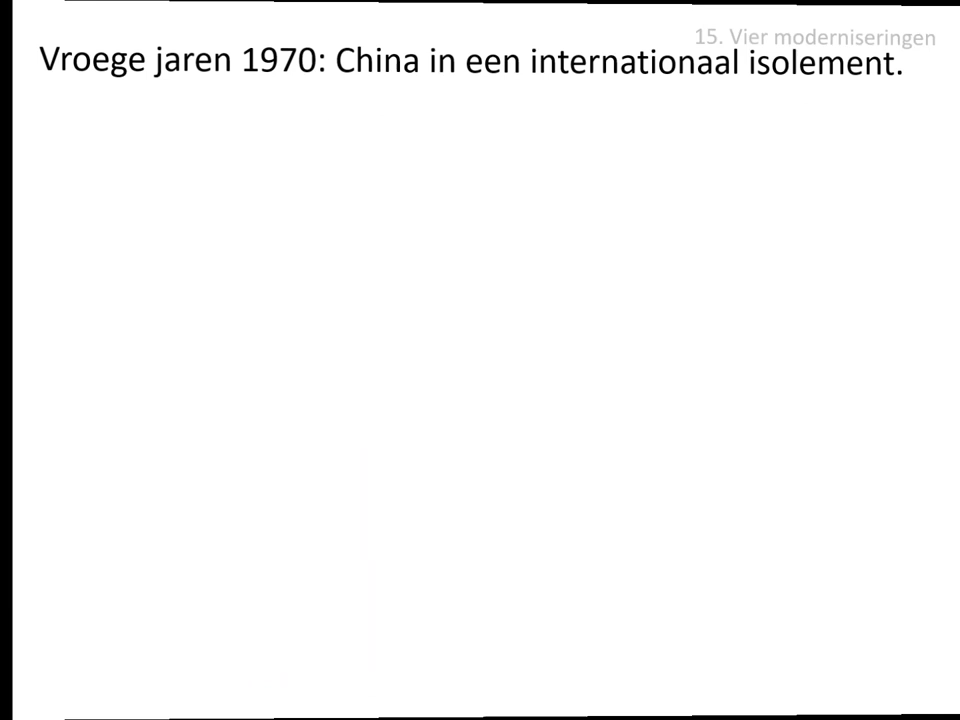 15. Vier moderniseringen
Vroege jaren 1970: China in een internationaal isolement.